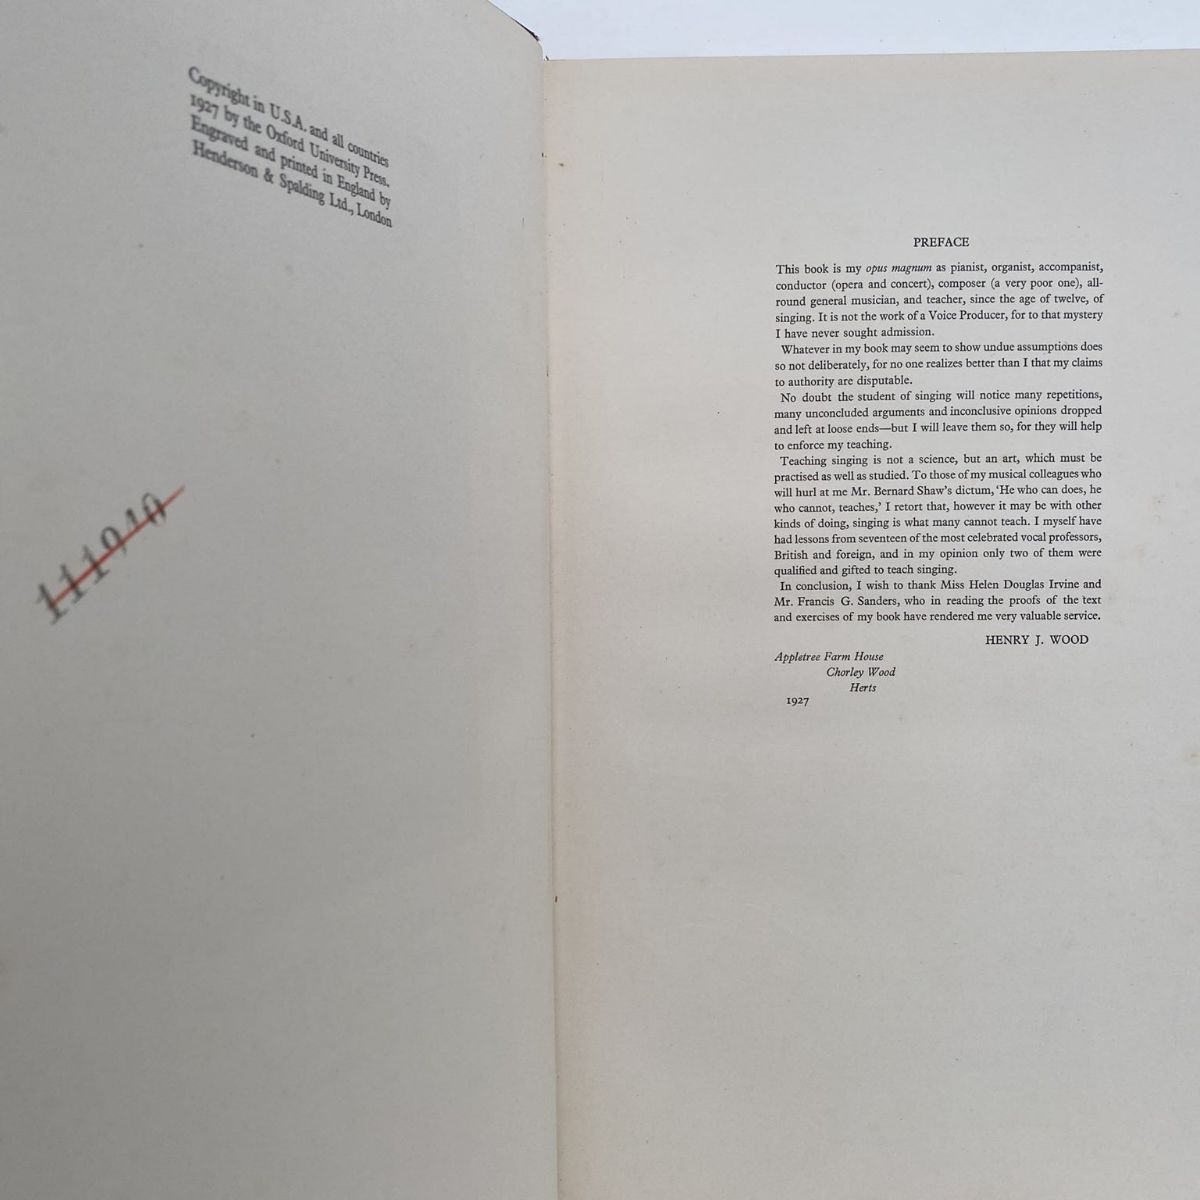 Copyright in U.S.A. and all countries
1927 by the Oxford University Press.
Engraved and printed in England by
Henderson & Spalding Ltd., London
111940
PREFACE
This book is my opus magnum as pianist, organist, accompanist,
conductor (opera and concert), composer (a very poor one), all-
round general musician, and teacher, since the age of twelve, of
singing. It is not the work of a Voice Producer, for to that mystery
I have never sought admission.
Whatever in my book may seem to show undue assumptions does
so not deliberately, for no one realizes better than I that my claims
to authority are disputable.
No doubt the student of singing will notice many repetitions,
many unconcluded arguments and inconclusive opinions dropped
and left at loose ends—but I will leave them so, for they will help
to enforce my teaching.
Teaching singing is not a science, but an art, which must be
practised as well as studied. To those of my musical colleagues who
will hurl at me Mr. Bernard Shaw's dictum, 'He who can does, he
who cannot, teaches,' I retort that, however it may be with other
kinds of doing, singing is what many cannot teach. I myself have
had lessons from seventeen of the most celebrated vocal professors,
British and foreign, and in my opinion only two of them were
qualified and gifted to teach singing.
In conclusion, I wish to thank Miss Helen Douglas Irvine and
Mr. Francis G. Sanders, who in reading the proofs of the text
and exercises of my book have rendered me very valuable service.
HENRY J. WOOD
Appletree Farm House
Chorley Wood
Herts
1927